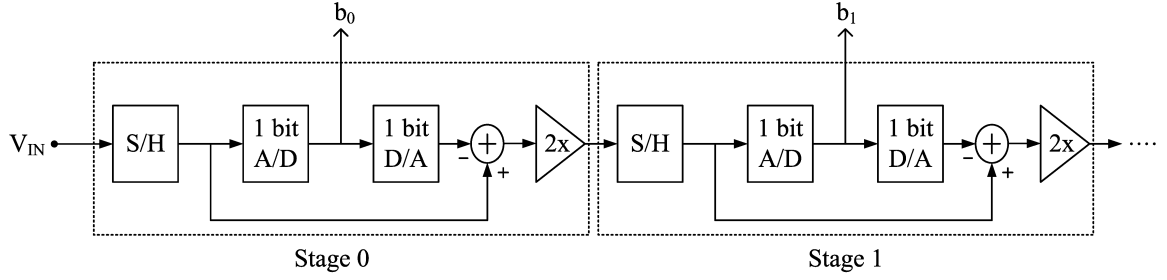 b₀ b₁
V_IN S/H 1 bit A/D 1 bit D/A + − + 2x S/H 1 bit A/D 1 bit D/A + − + 2x ....
Stage 0 Stage 1